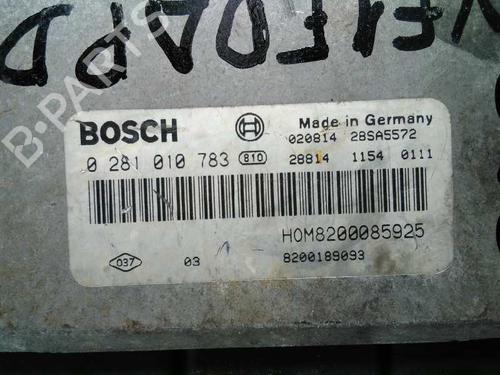 B-PARTS
BOSCH
Made in Germany
020814 28SA5572
0 281 010 783 810 28814 1154 0111
HOM8200085925
037 03 8200189093